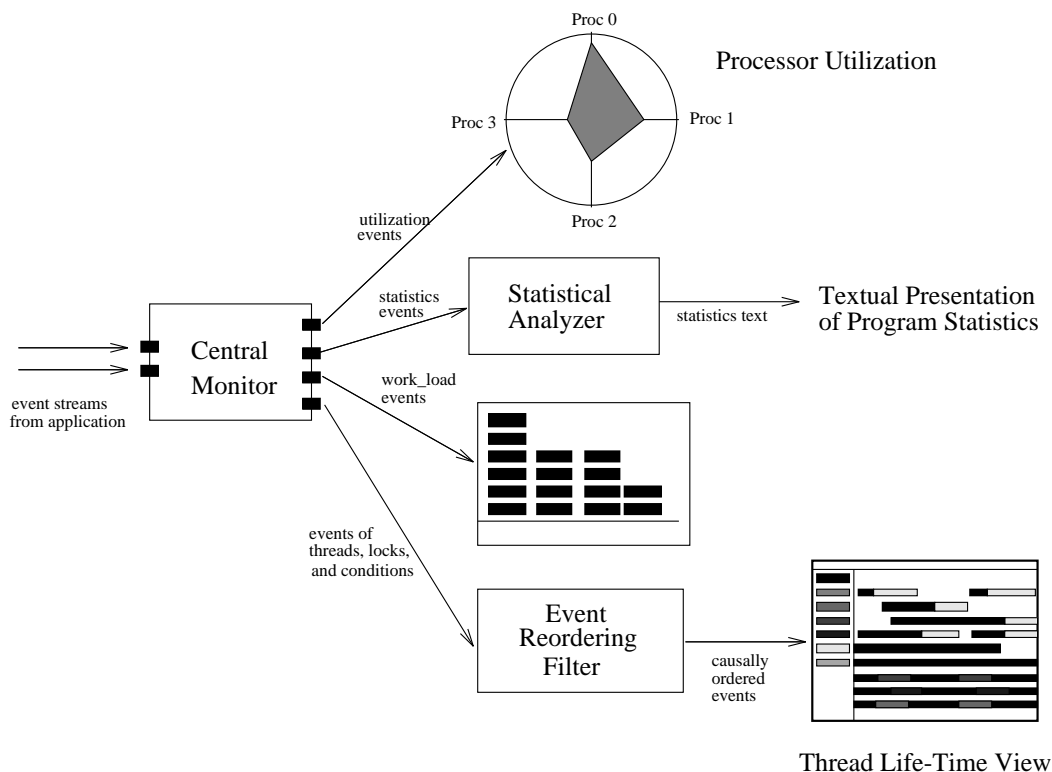 Proc 0
Processor Utilization
Proc 3
Proc 1
Proc 2
utilization
events
statistics
events
Statistical
Analyzer
statistics text
Textual Presentation
of Program Statistics
Central
Monitor
event streams
from application
work_load
events
events of
threads, locks,
and conditions
Event
Reordering
Filter
causally
ordered
events
Thread Life-Time View